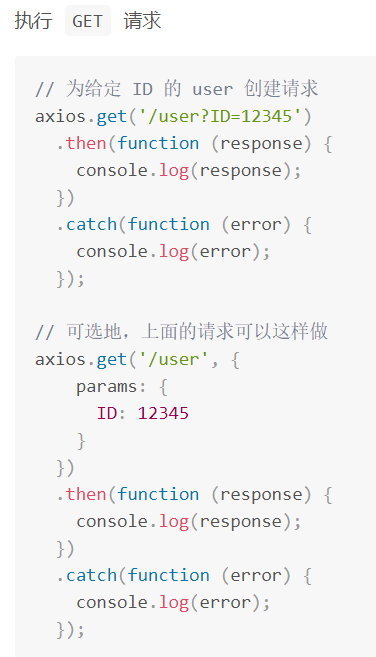 执行 GET 请求
// 为给定 ID 的 user 创建请求
axios.get('/user?ID=12345')
  .then(function (response) {
    console.log(response);
  })
  .catch(function (error) {
    console.log(error);
  });

// 可选地，上面的请求可以这样做
axios.get('/user', {
    params: {
      ID: 12345
    }
  })
  .then(function (response) {
    console.log(response);
  })
  .catch(function (error) {
    console.log(error);
  });